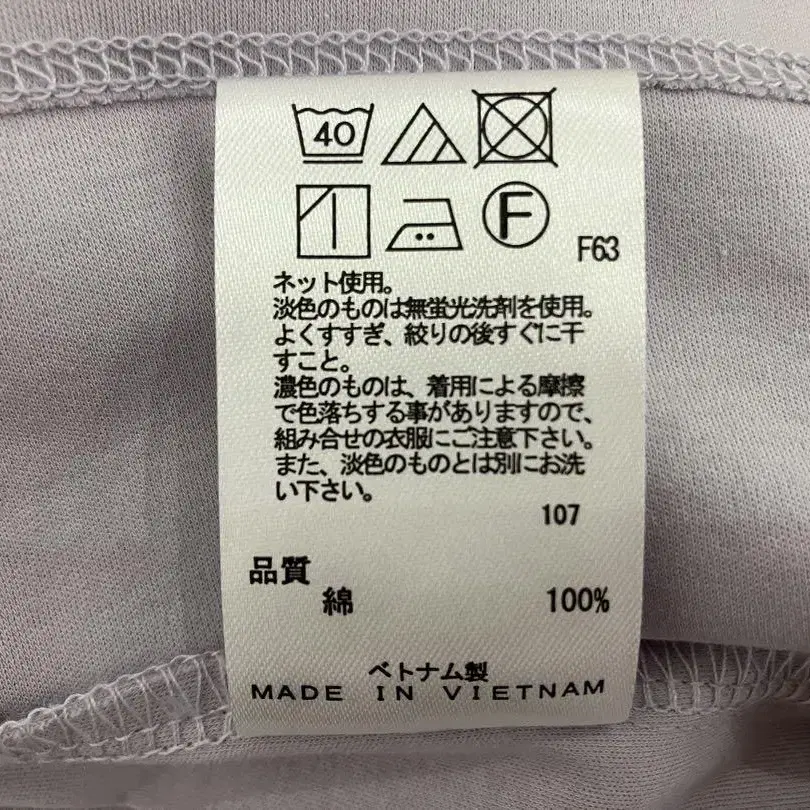 40
F
F63
ネット使用。
淡色のものは無蛍光洗剤を使用。
よくすすぎ、絞りの後すぐに干
すこと。
濃色のものは、着用による摩擦
で色落ちする事がありますので、
組み合せの衣服にご注意下さい。
また、淡色のものとは別にお洗
い下さい。
107
品質
綿 100%
ベトナム製
MADE IN VIETNAM